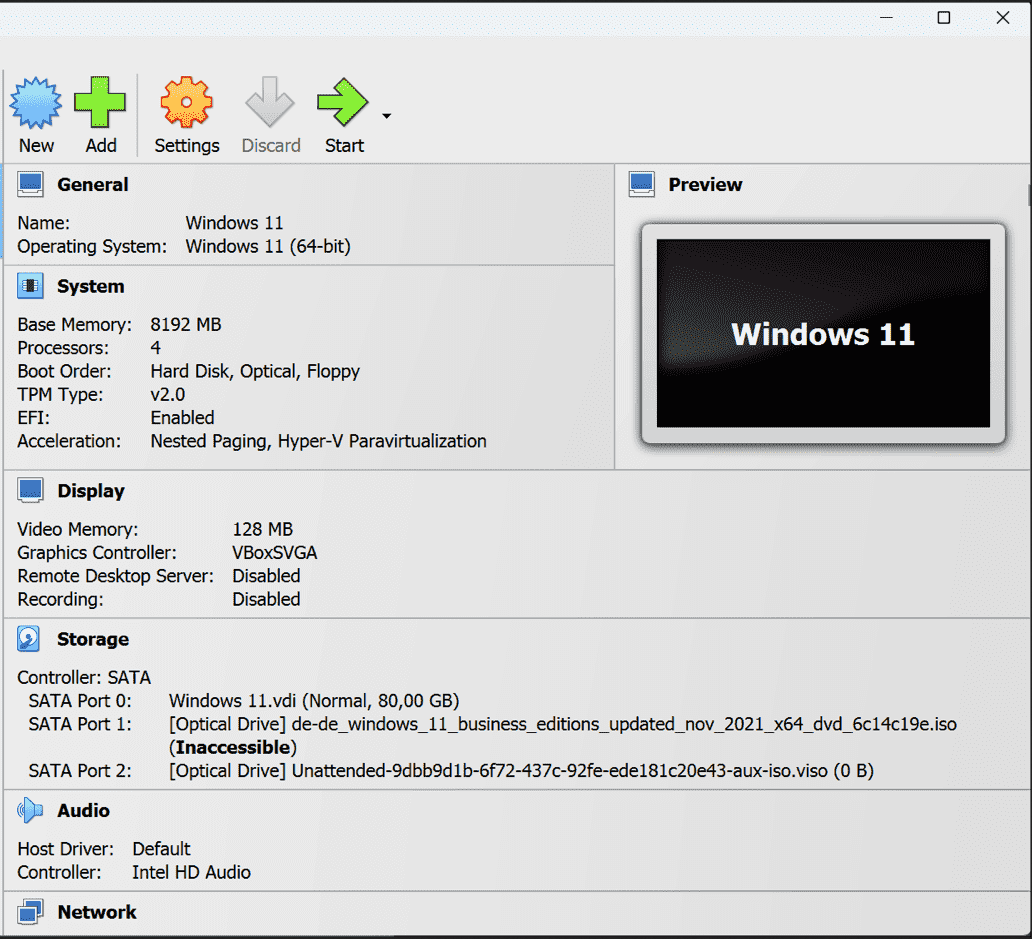 New Add Settings Discard Start
General
Name: Windows 11
Operating System: Windows 11 (64-bit)
Preview
Windows 11
System
Base Memory: 8192 MB
Processors: 4
Boot Order: Hard Disk, Optical, Floppy
TPM Type: v2.0
EFI: Enabled
Acceleration: Nested Paging, Hyper-V Paravirtualization
Display
Video Memory: 128 MB
Graphics Controller: VBoxSVGA
Remote Desktop Server: Disabled
Recording: Disabled
Storage
Controller: SATA
SATA Port 0: Windows 11.vdi (Normal, 80,00 GB)
SATA Port 1: [Optical Drive] de-de_windows_11_business_editions_updated_nov_2021_x64_dvd_6c14c19e.iso
(Inaccessible)
SATA Port 2: [Optical Drive] Unattended-9dbb9d1b-6f72-437c-92fe-ede181c20e43-aux-iso.viso (0 B)
Audio
Host Driver: Default
Controller: Intel HD Audio
Network